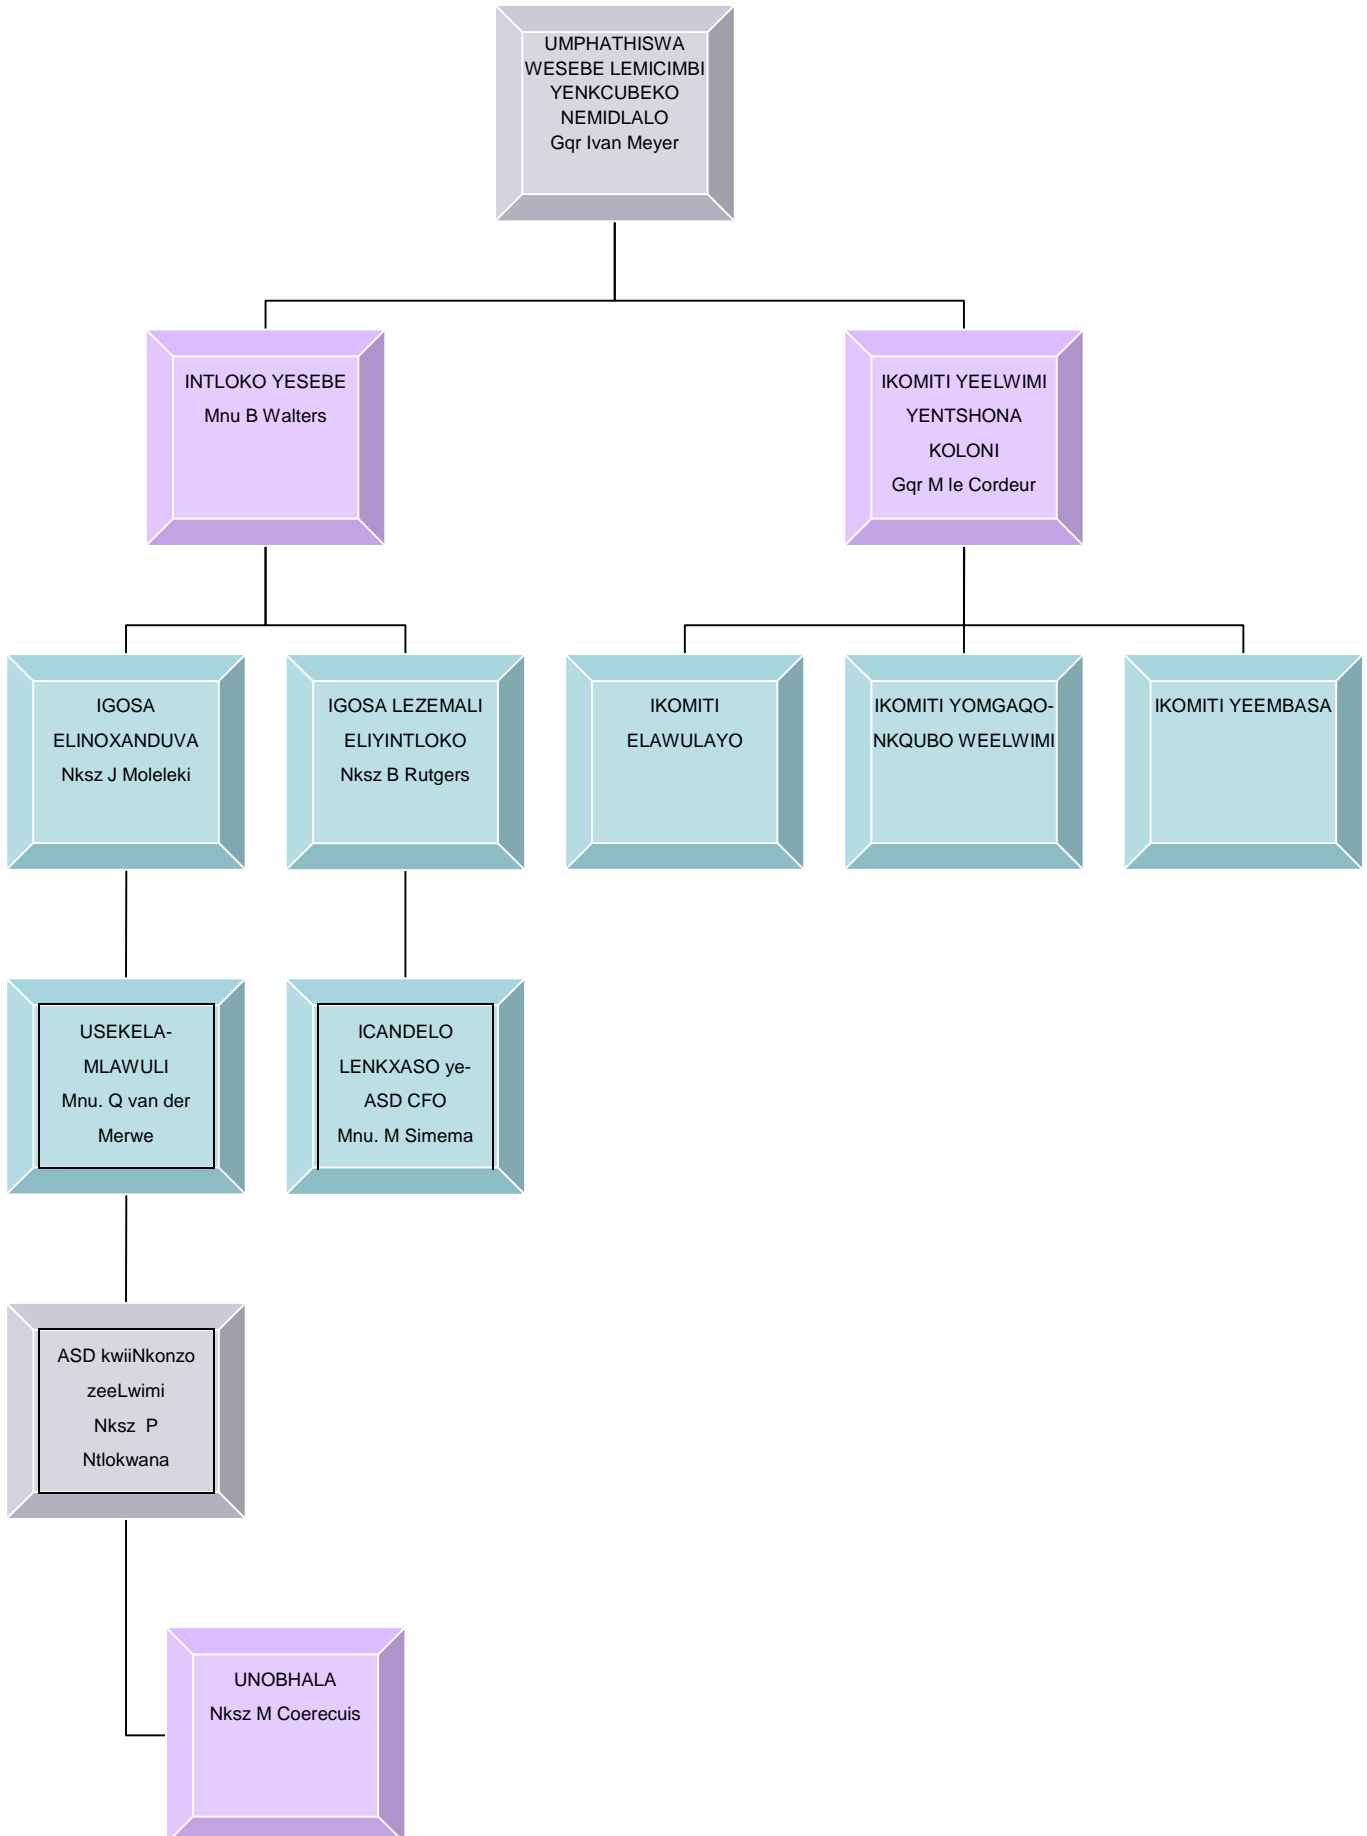 UMPHATHISWA
WESEBE LEMICIMBI
YENKCUBEKO
NEMIDLALO
Gqr Ivan Meyer
INTLOKO YESEBE
Mnu B Walters
IKOMITI YEELWIMI
YENTSHONA
KOLONI
Gqr M le Cordeur
IGOSA
ELINOXANDUVA
Nksz J Moleleki
IGOSA LEZEMALI
ELIYINTLOKO
Nksz B Rutgers
IKOMITI
ELAWULAYO
IKOMITI YOMGAQO-
NKQUBO WEELWIMI
IKOMITI YEEMBASA
USEKELA-
MLAWULI
Mnu. Q van der
Merwe
ICANDELO
LENKXASO ye-
ASD CFO
Mnu. M Simema
ASD kwiiNkonzo
zeeLwimi
Nksz  P
Ntlokwana
UNOBHALA
Nksz M Coerecuis